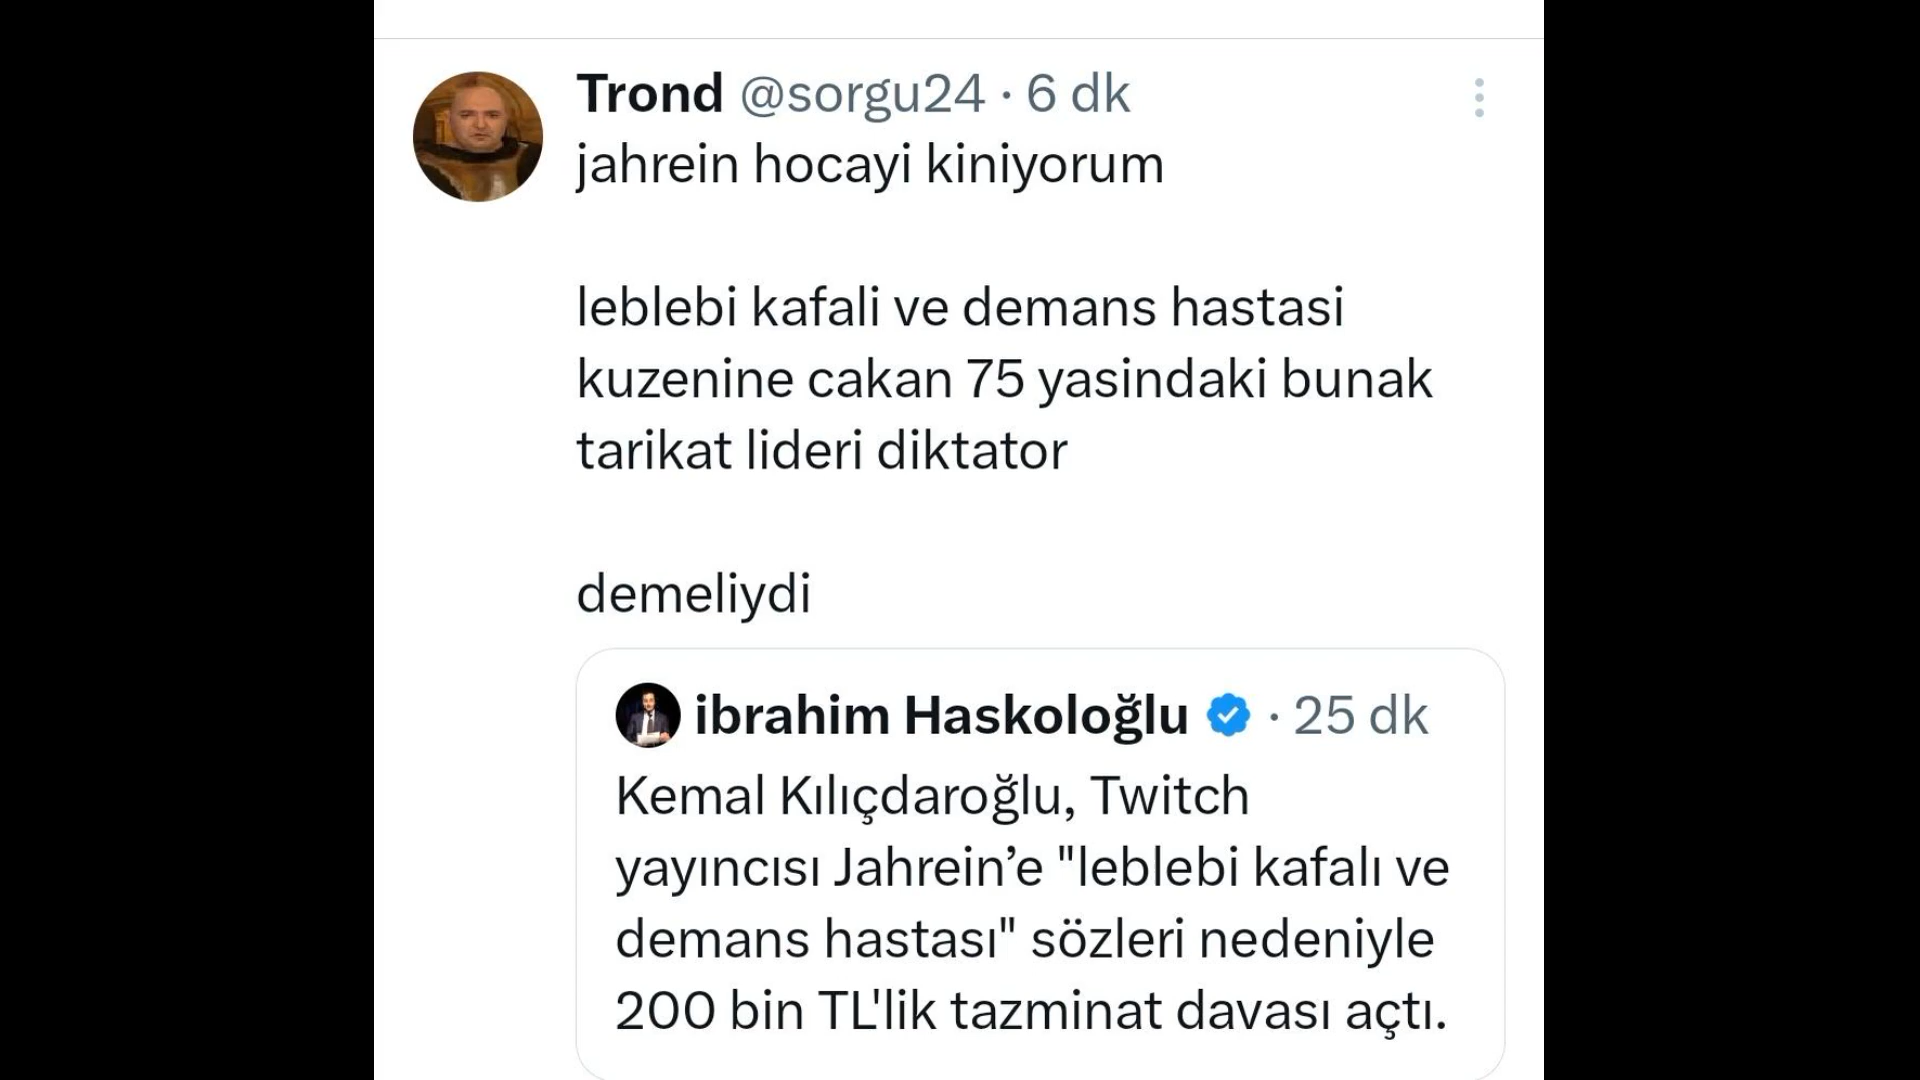 Trond @sorgu24 · 6 dk
jahrein hocayi kiniyorum
leblebi kafali ve demans hastasi
kuzenine cakan 75 yasindaki bunak
tarikat lideri diktator
demeliydi
ibrahim Haskoloğlu · 25 dk
Kemal Kılıçdaroğlu, Twitch
yayıncısı Jahrein’e "leblebi kafalı ve
demans hastası" sözleri nedeniyle
200 bin TL'lik tazminat davası açtı.